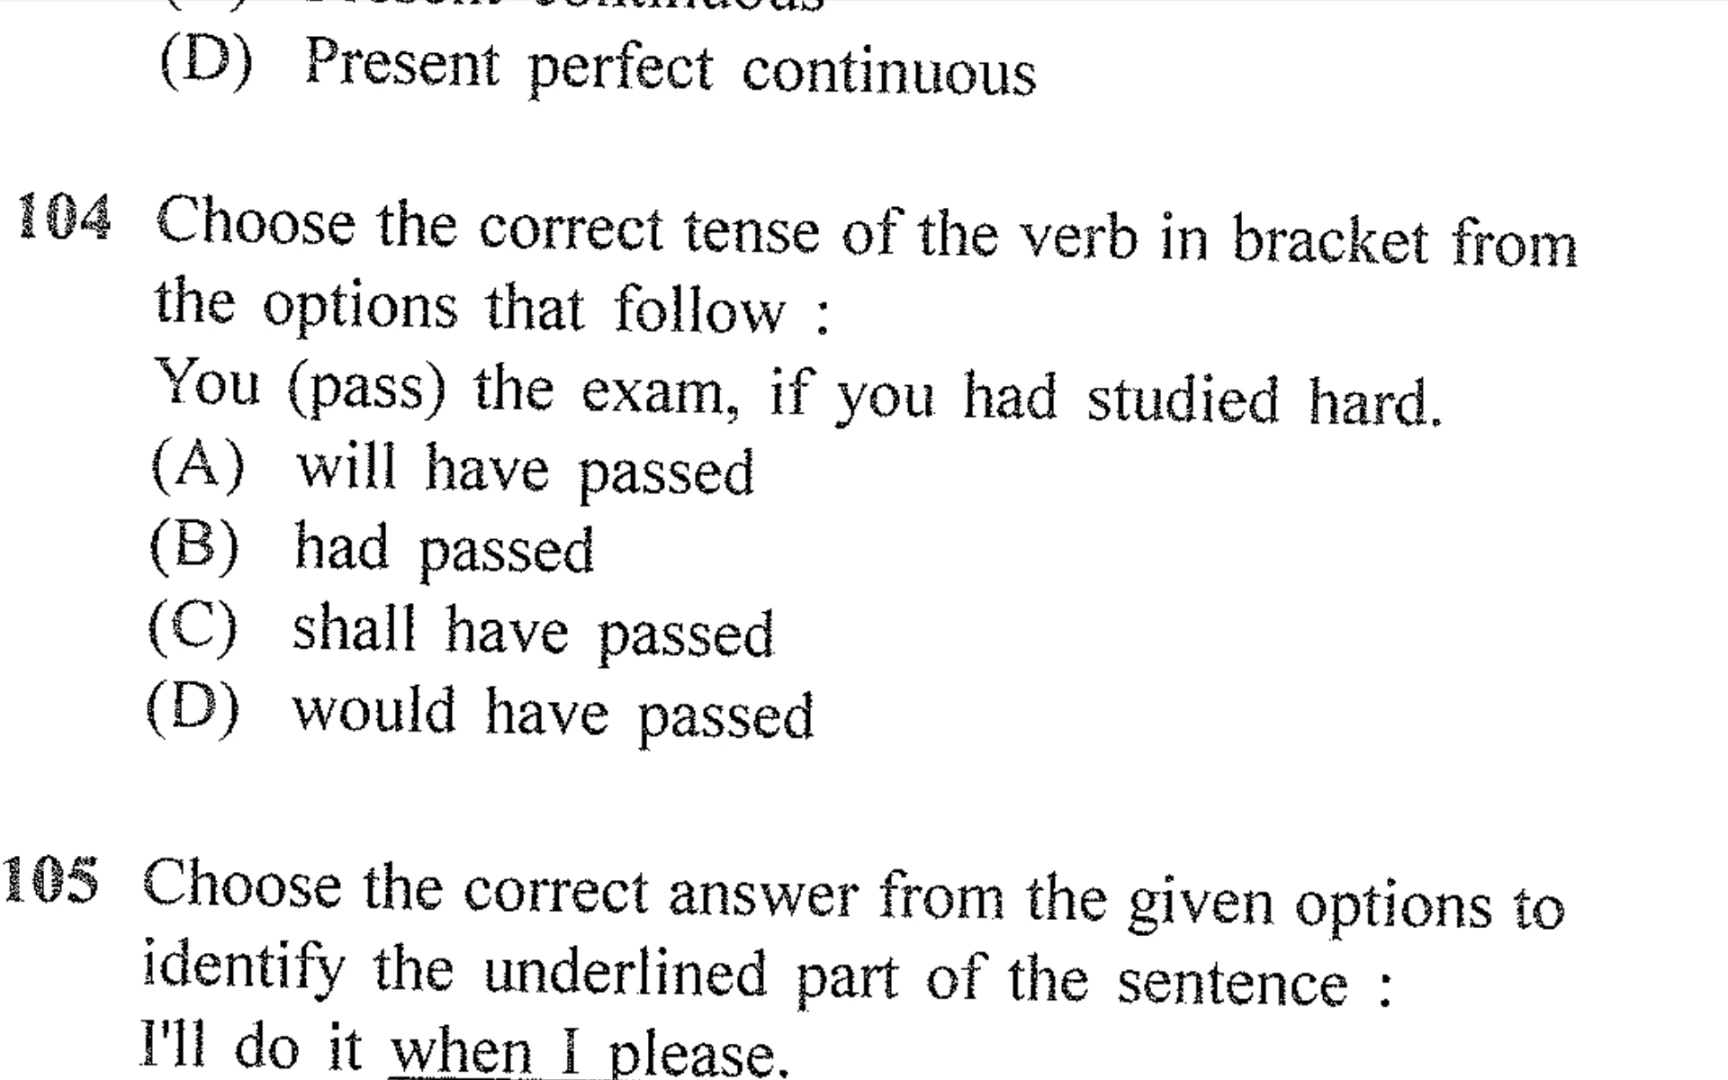 (D) Present perfect continuous
104 Choose the correct tense of the verb in bracket from
the options that follow :
You (pass) the exam, if you had studied hard.
(A) will have passed
(B) had passed
(C) shall have passed
(D) would have passed
105 Choose the correct answer from the given options to
identify the underlined part of the sentence :
I'll do it when I please.